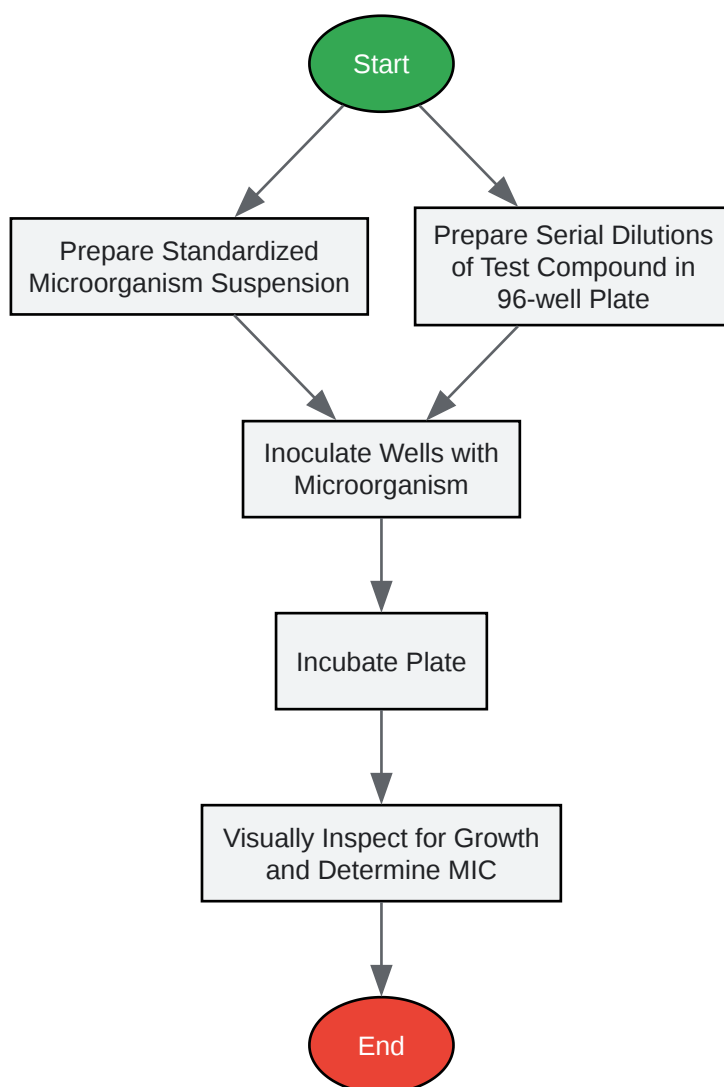 Start
Prepare Standardized
Microorganism Suspension
Prepare Serial Dilutions
of Test Compound in
96-well Plate
Inoculate Wells with
Microorganism
Incubate Plate
Visually Inspect for Growth
and Determine MIC
End